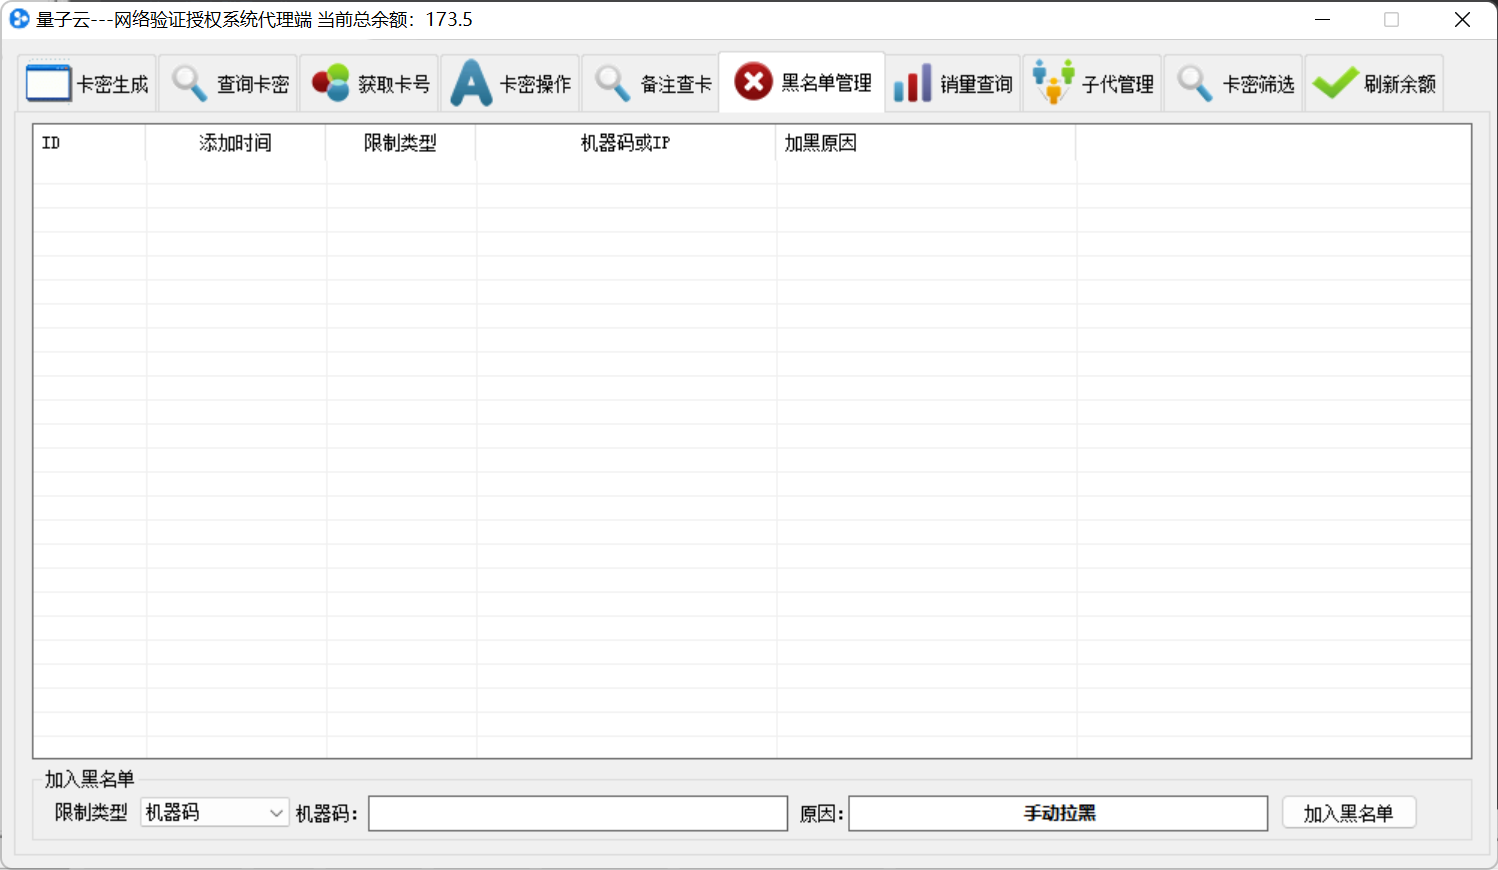 量子云---网络验证授权系统代理端 当前总余额：173.5
卡密生成 查询卡密 获取卡号 卡密操作 备注查卡 黑名单管理 销量查询 子代管理 卡密筛选 刷新余额
ID 添加时间 限制类型 机器码或IP 加黑原因
加入黑名单
限制类型 机器码 机器码： 原因： 手动拉黑 加入黑名单